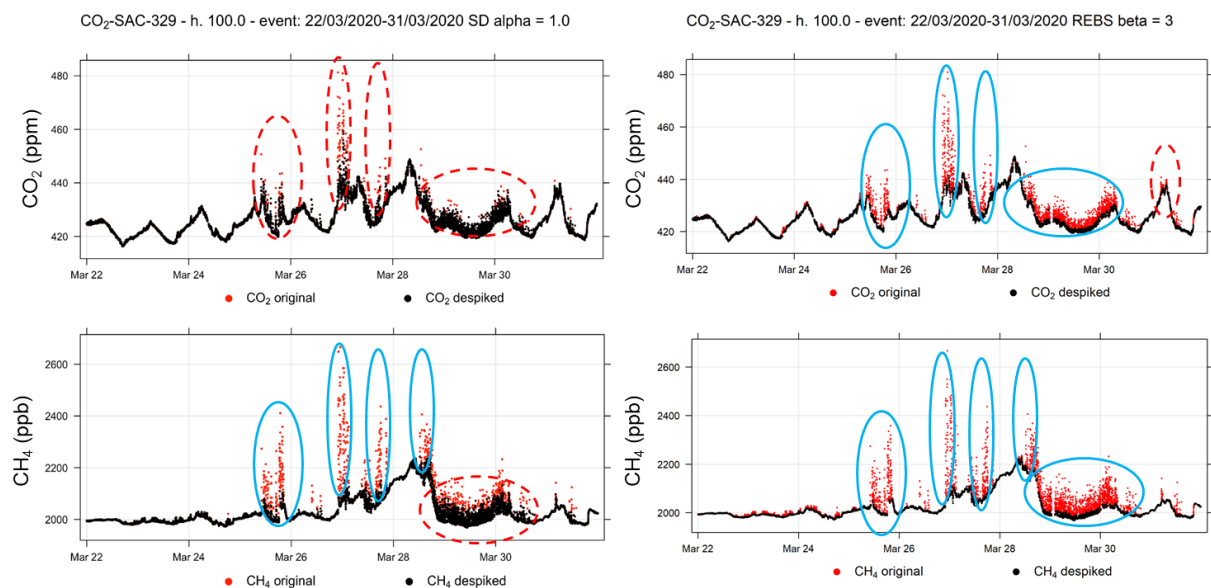 CO₂-SAC-329 - h. 100.0 - event: 22/03/2020-31/03/2020 SD alpha = 1.0
CO₂ (ppm)
480
460
440
420
Mar 22
Mar 24
Mar 26
Mar 28
Mar 30
CO₂ original
CO₂ despiked
CO₂-SAC-329 - h. 100.0 - event: 22/03/2020-31/03/2020 REBS beta = 3
CO₂ (ppm)
480
460
440
420
Mar 22
Mar 24
Mar 26
Mar 28
Mar 30
CO₂ original
CO₂ despiked
CH₄ (ppb)
2600
2400
2200
2000
Mar 22
Mar 24
Mar 26
Mar 28
Mar 30
CH₄ original
CH₄ despiked
CH₄ (ppb)
2600
2400
2200
2000
Mar 22
Mar 24
Mar 26
Mar 28
Mar 30
CH₄ original
CH₄ despiked